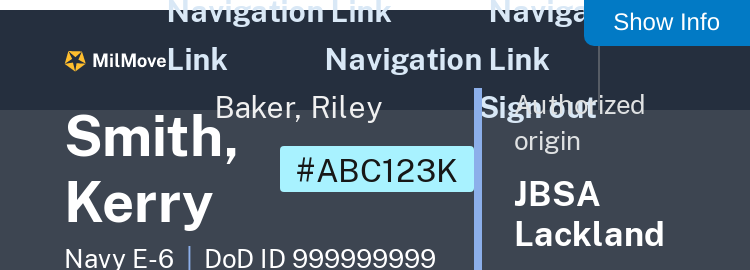 Navigation Link
Naviga
Show Info
MilMove
Link
Navigation Link
Baker, Riley
Sign out
Authorized
origin
Smith,
Kerry
#ABC123K
JBSA
Lackland
Navy E-6 | DoD ID 999999999